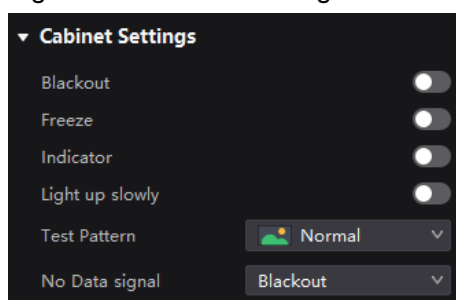 Cabinet Settings
Blackout
Freeze
Indicator
Light up slowly
Test Pattern Normal
No Data signal Blackout